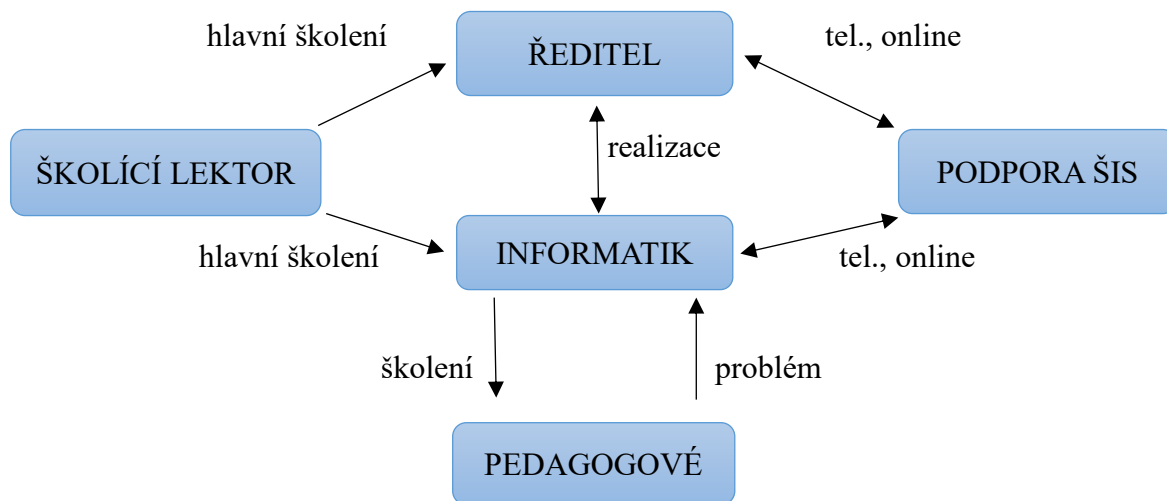 hlavní školení
ŘEDITEL
tel., online
realizace
ŠKOLÍCÍ LEKTOR
PODPORA ŠIS
hlavní školení
INFORMATIK
tel., online
školení
problém
PEDAGOGOVÉ